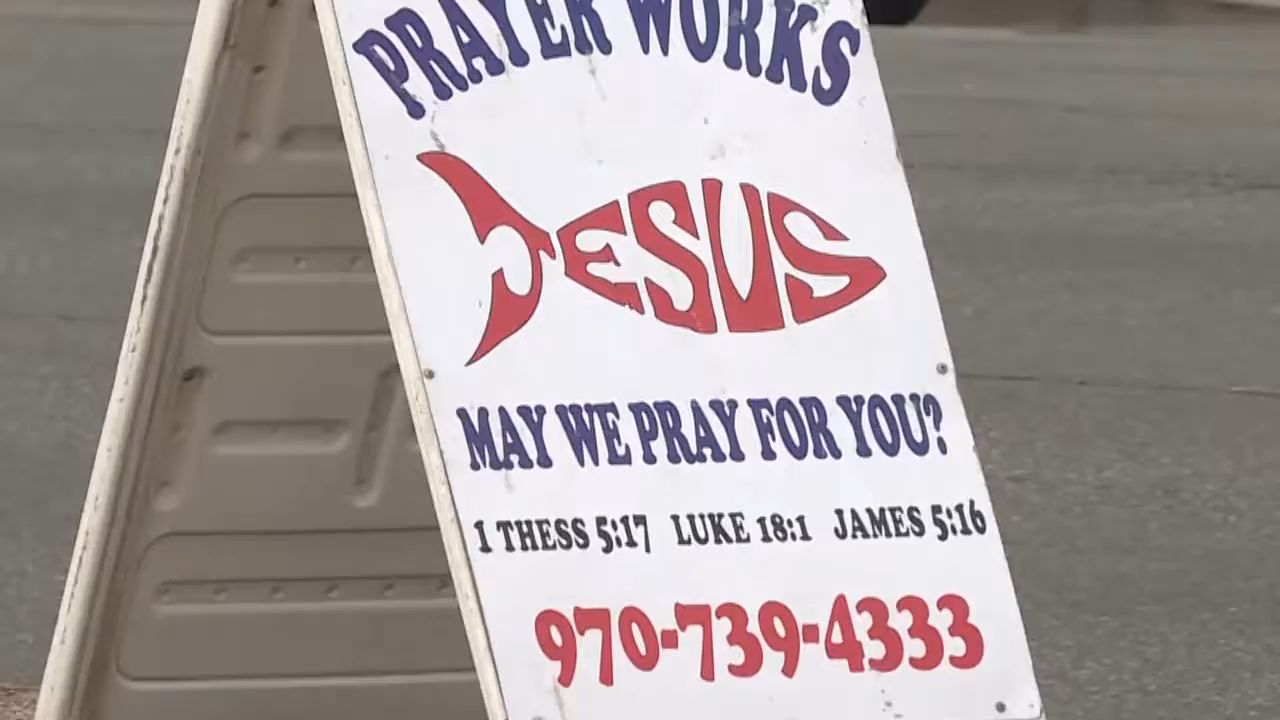 PRAYER WORKS
JESUS
MAY WE PRAY FOR YOU?
1 THESS 5:17 LUKE 18:1 JAMES 5:16
970-739-4333